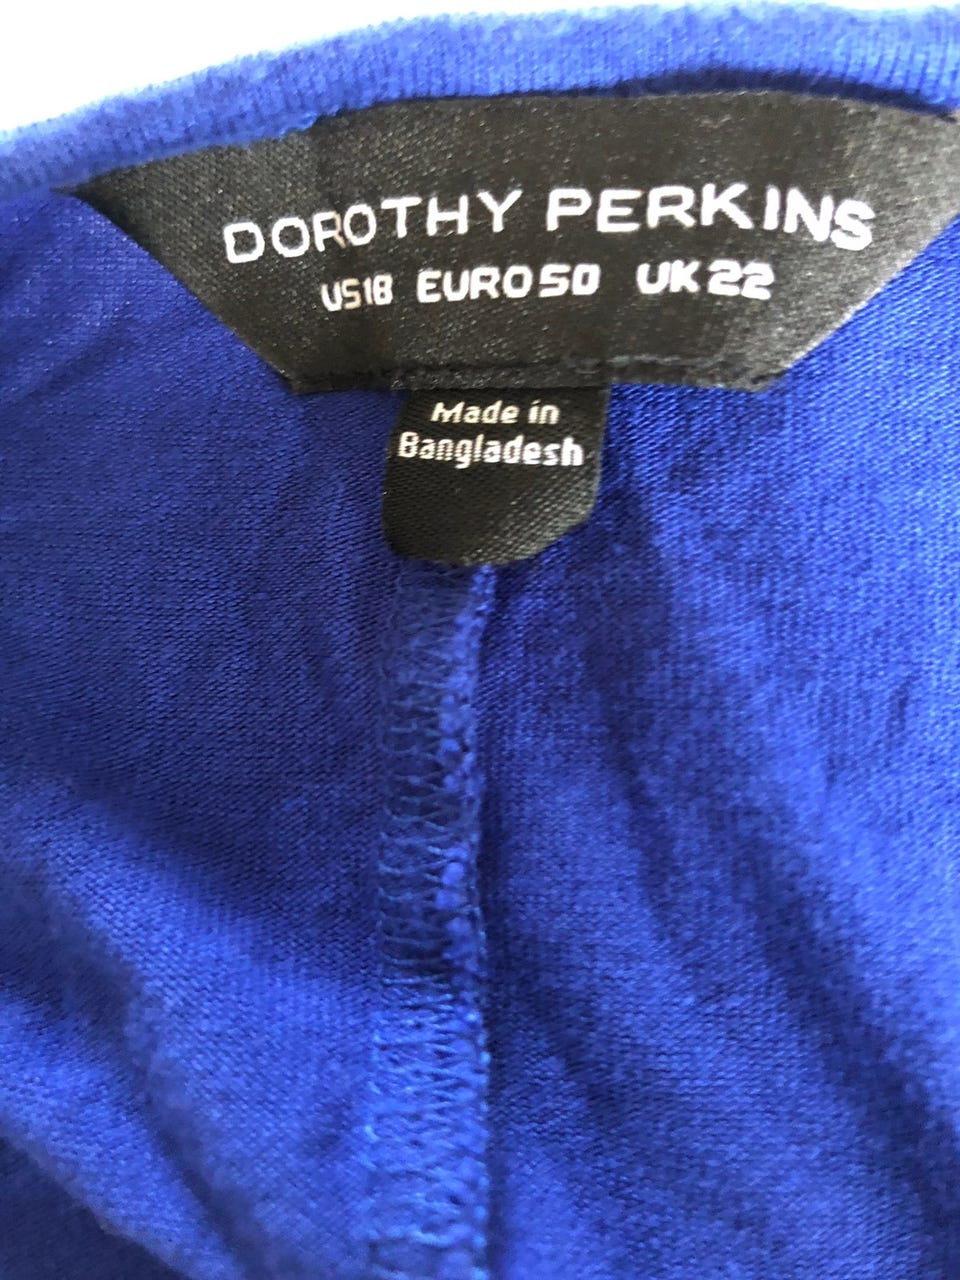 DOROTHY PERKINS
US18 EURO50 UK22
Made in
Bangladesh